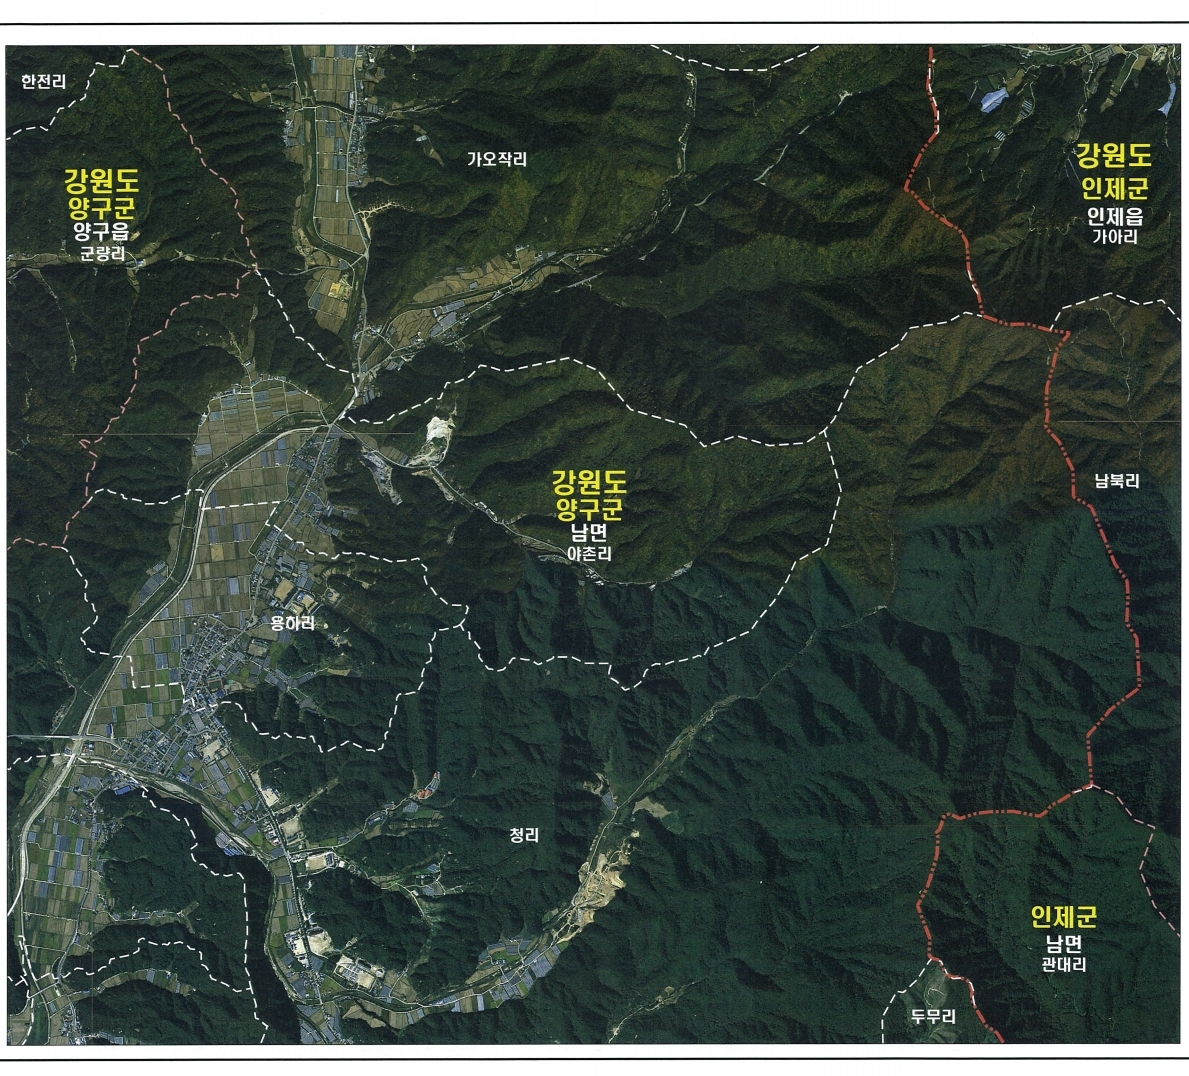 한전리
가오작리
강원도
양구군
양구읍
군량리
강원도
인제군
인제읍
가아리
남북리
강원도
양구군
남면
야촌리
용하리
청리
인제군
남면
관대리
두무리